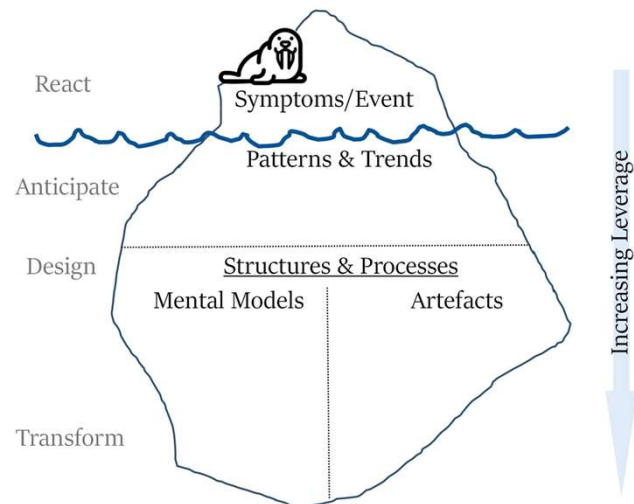 React
Symptoms/Event
Patterns & Trends
Anticipate
Design
Structures & Processes
Mental Models
Artefacts
Transform
Increasing Leverage